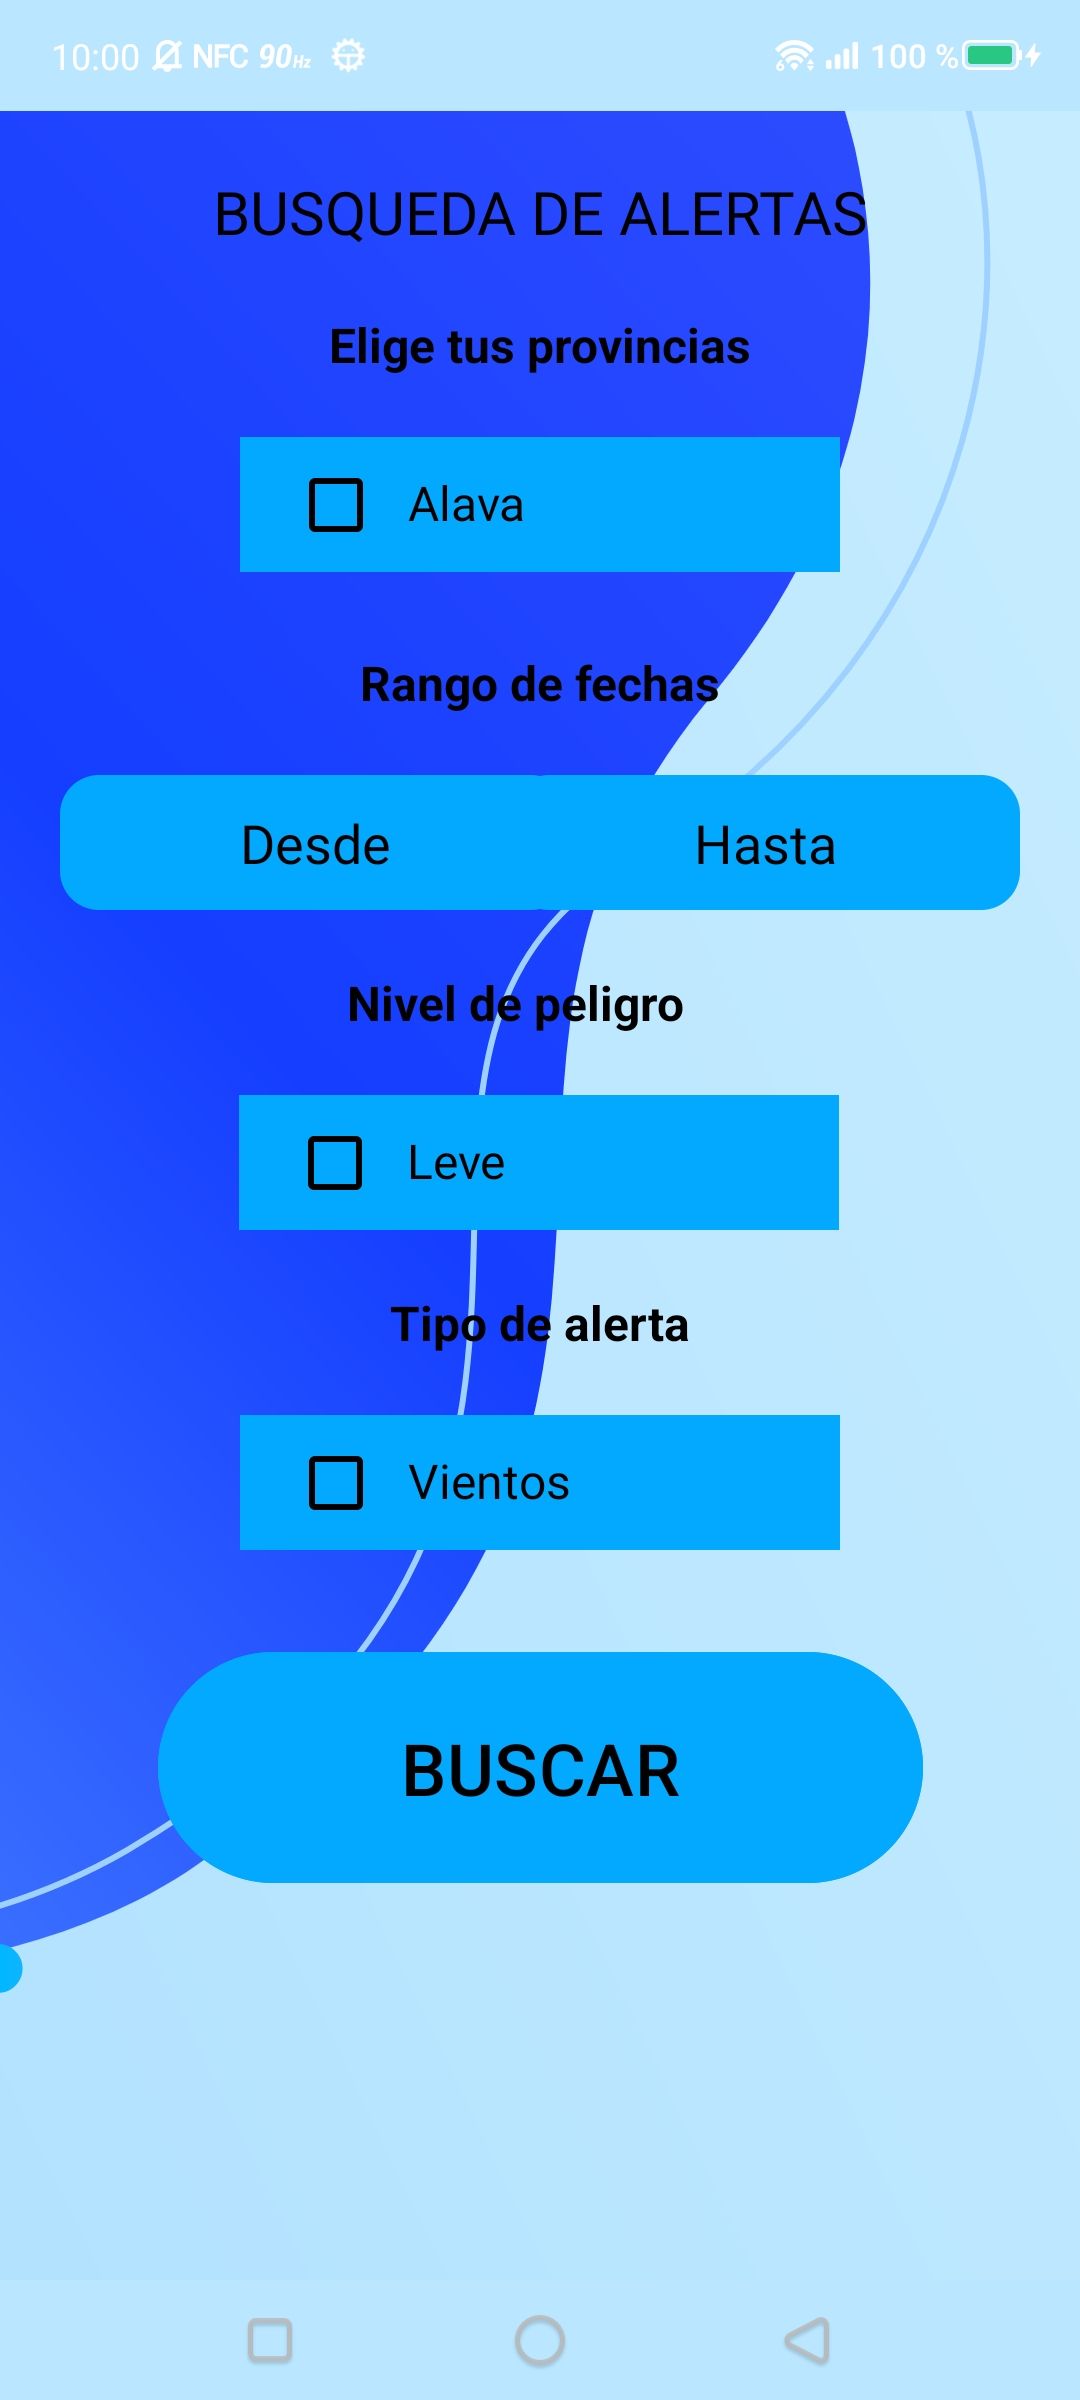 10:00 NFC 90Hz 6 100 %
BUSQUEDA DE ALERTAS
Elige tus provincias
Alava
Rango de fechas
Desde Hasta
Nivel de peligro
Leve
Tipo de alerta
Vientos
BUSCAR